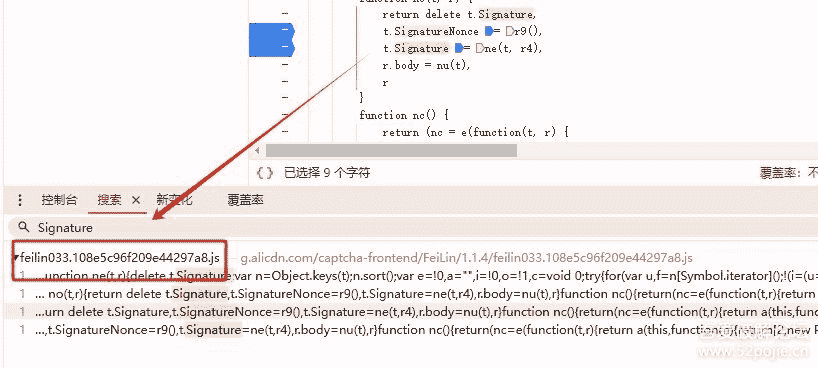 return delete t.Signature,
t.SignatureNonce = r9(),
t.Signature = ne(t, r4),
r.body = nu(t),
r
}
function nc() {
return (nc = e(function(t, r) {
{} 已选择 9 个字符 覆盖率: 不
控制台 搜索 × 新变化 覆盖率
Signature
feilin033.108e5c96f209e44297a8.js g.alicdn.com/captcha-frontend/FeiLin/1.1.4/feilin033.108e5c96f209e44297a8.js
1 ...unction ne(t,r){delete t.Signature;var n=Object.keys(t);n.sort();var e=!0,a="",i=!0,o=!1,c=void 0;try{for(var u,f=n[Symbol.iterator]();!(i=(u=
1 ... no(t,r){return delete t.Signature,t.SignatureNonce=r9(),t.Signature=ne(t,r4),r.body=nu(t),r}function nc(){return(nc=e(function(t,r){return
1 ...urn delete t.Signature,t.SignatureNonce=r9(),t.Signature=ne(t,r4),r.body=nu(t),r}function nc(){return(nc=e(function(t,r){return a(this,func
1 ...,t.SignatureNonce=r9(),t.Signature=ne(t,r4),r.body=nu(t),r}function nc(){return(nc=e(function(t,r){return a(this,function(
www.52pojie.cn